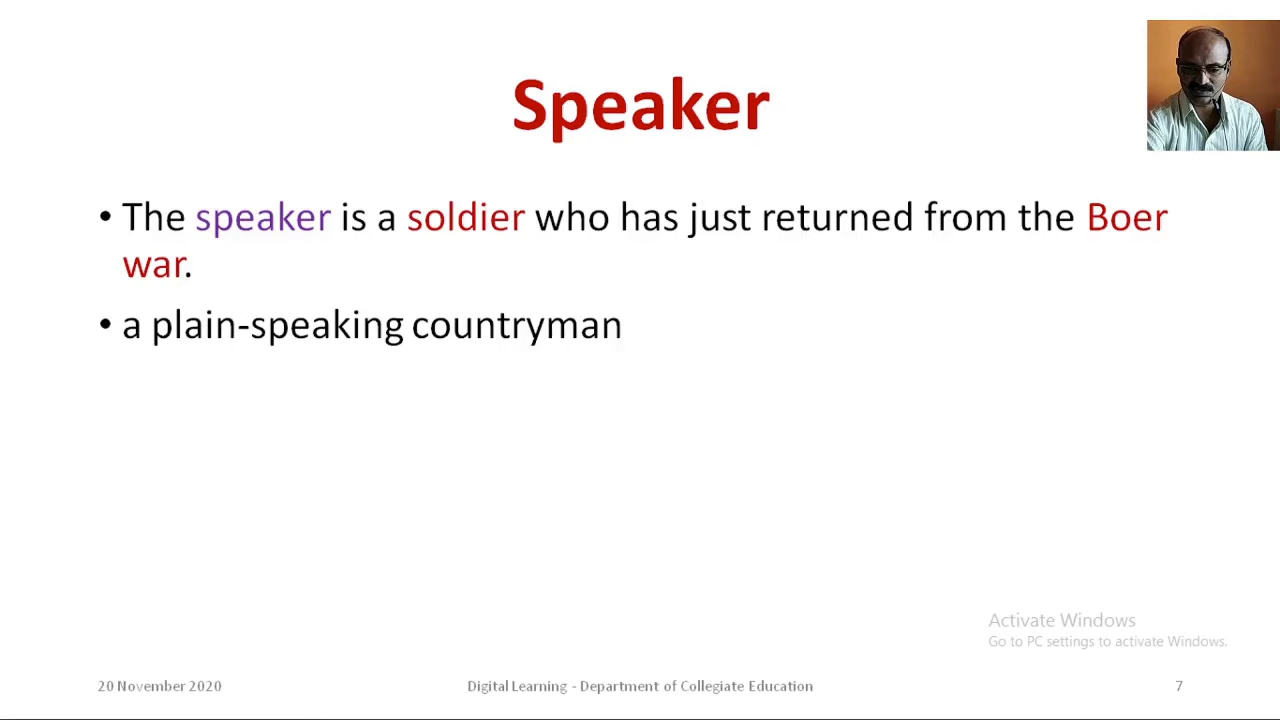 Speaker
• The speaker is a soldier who has just returned from the Boer
war.
• a plain-speaking countryman
Activate Windows
Go to PC settings to activate Windows.
20 November 2020 Digital Learning - Department of Collegiate Education 7